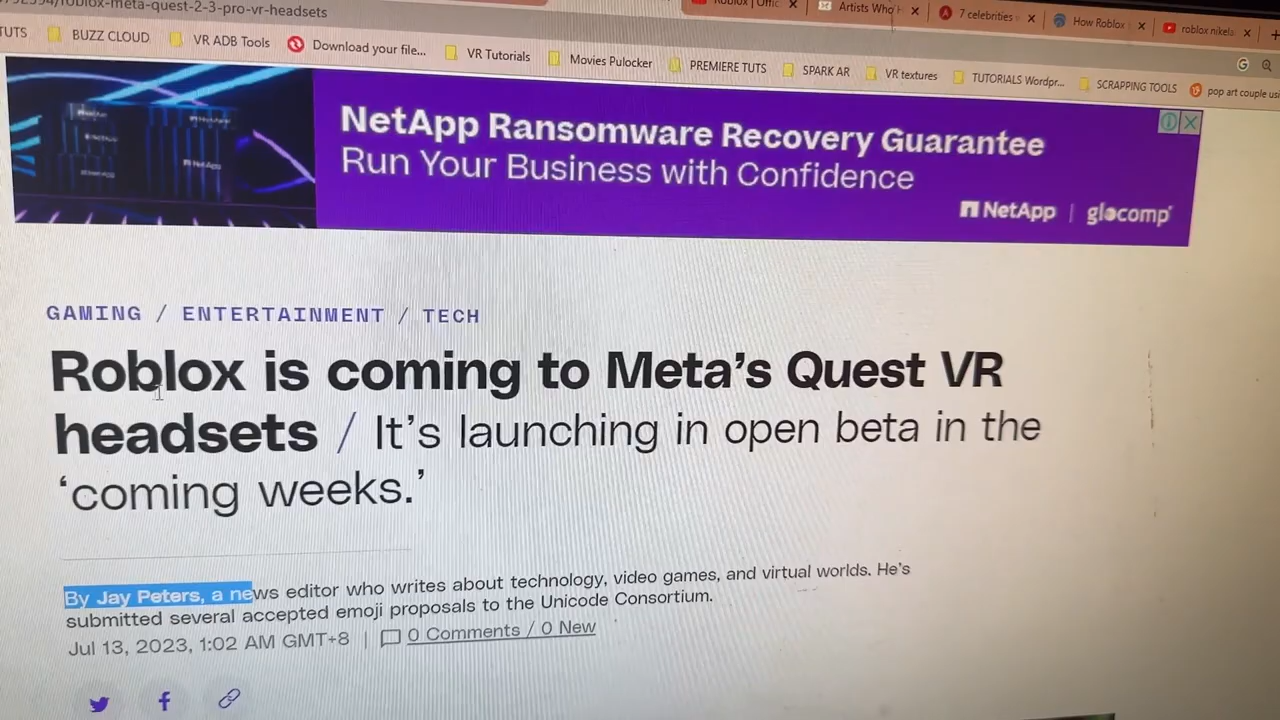 roblox-meta-quest-2-3-pro-vr-headsets
Artists Who
7 celebrities
How Roblox
roblox nikel
TUTS
BUZZ CLOUD
VR ADB Tools
Download your file...
VR Tutorials
Movies Pulocker
PREMIERE TUTS
SPARK AR
VR textures
TUTORIALS Wordpr...
SCRAPPING TOOLS
pop art couple usi
NetApp Ransomware Recovery Guarantee
Run Your Business with Confidence
NetApp | glocomp
GAMING / ENTERTAINMENT / TECH
Roblox is coming to Meta’s Quest VR
headsets / It’s launching in open beta in the
‘coming weeks.’
By Jay Peters, a news editor who writes about technology, video games, and virtual worlds. He’s
submitted several accepted emoji proposals to the Unicode Consortium.
Jul 13, 2023, 1:02 AM GMT+8 | 0 Comments / 0 New